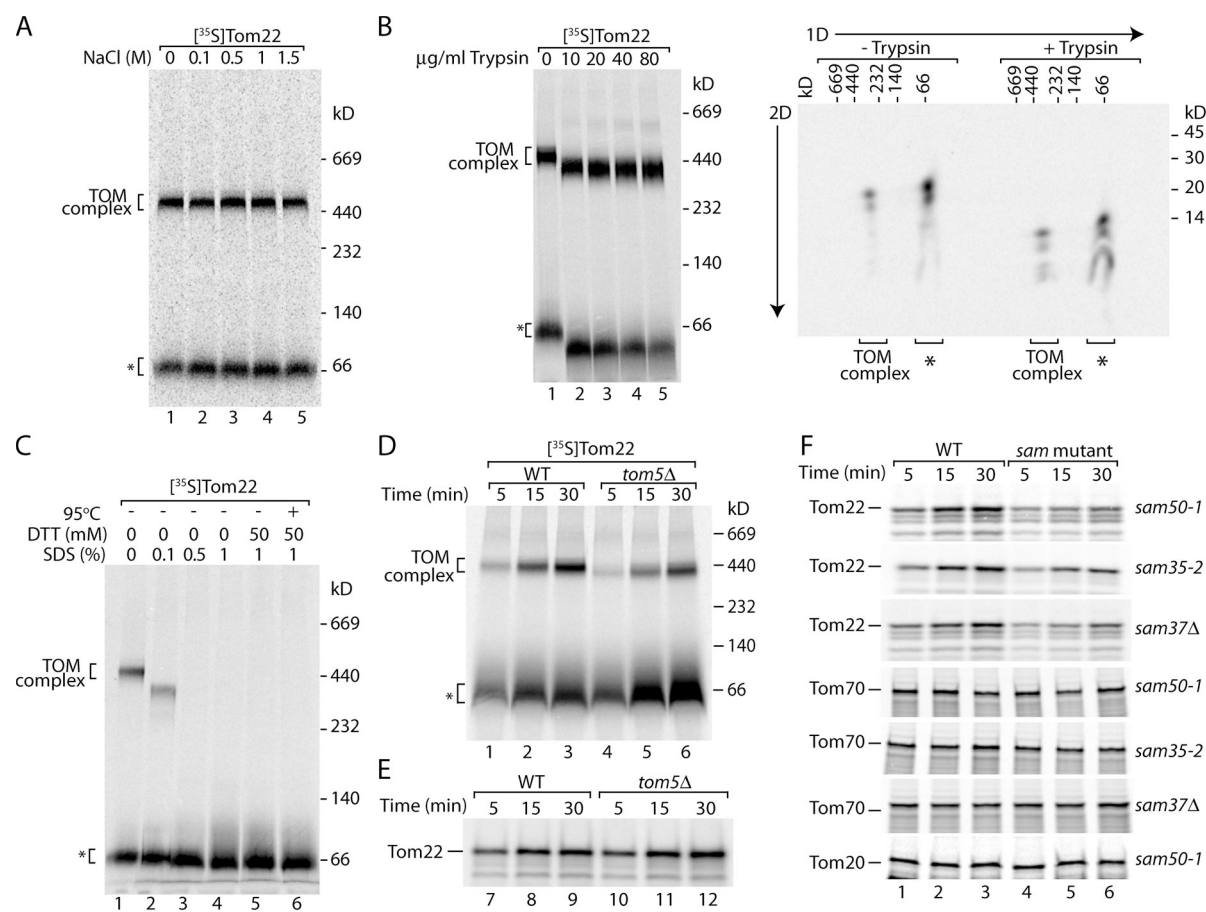 A
[³⁵S]Tom22
NaCl (M) 0 0.1 0.5 1 1.5
kD
- 669
TOM complex
- 440
- 232
- 140
*
- 66
1 2 3 4 5
B
[³⁵S]Tom22
μg/ml Trypsin 0 10 20 40 80
kD
- 669
TOM complex
- 440
- 232
- 140
*
- 66
1 2 3 4 5
1D
- Trypsin + Trypsin
kD - 669 - 440 - 232 - 140 - 66 - 669 - 440 - 232 - 140 - 66
2D
kD
- 45
- 30
- 20
- 14
TOM complex * TOM complex *
C
[³⁵S]Tom22
95°C - - - - - +
DTT (mM) 0 0 0 0 50 50
SDS (%) 0 0.1 0.5 1 1 1
kD
- 669
TOM complex
- 440
- 232
- 140
*
- 66
1 2 3 4 5 6
D
[³⁵S]Tom22
WT tom5Δ
Time (min) 5 15 30 5 15 30
kD
- 669
TOM complex
- 440
- 232
- 140
*
- 66
1 2 3 4 5 6
E
WT tom5Δ
Time (min) 5 15 30 5 15 30
Tom22
7 8 9 10 11 12
F
WT sam mutant
Time (min) 5 15 30 5 15 30
Tom22 sam50-1
Tom22 sam35-2
Tom22 sam37Δ
Tom70 sam50-1
Tom70 sam35-2
Tom70 sam37Δ
Tom20 sam50-1
1 2 3 4 5 6